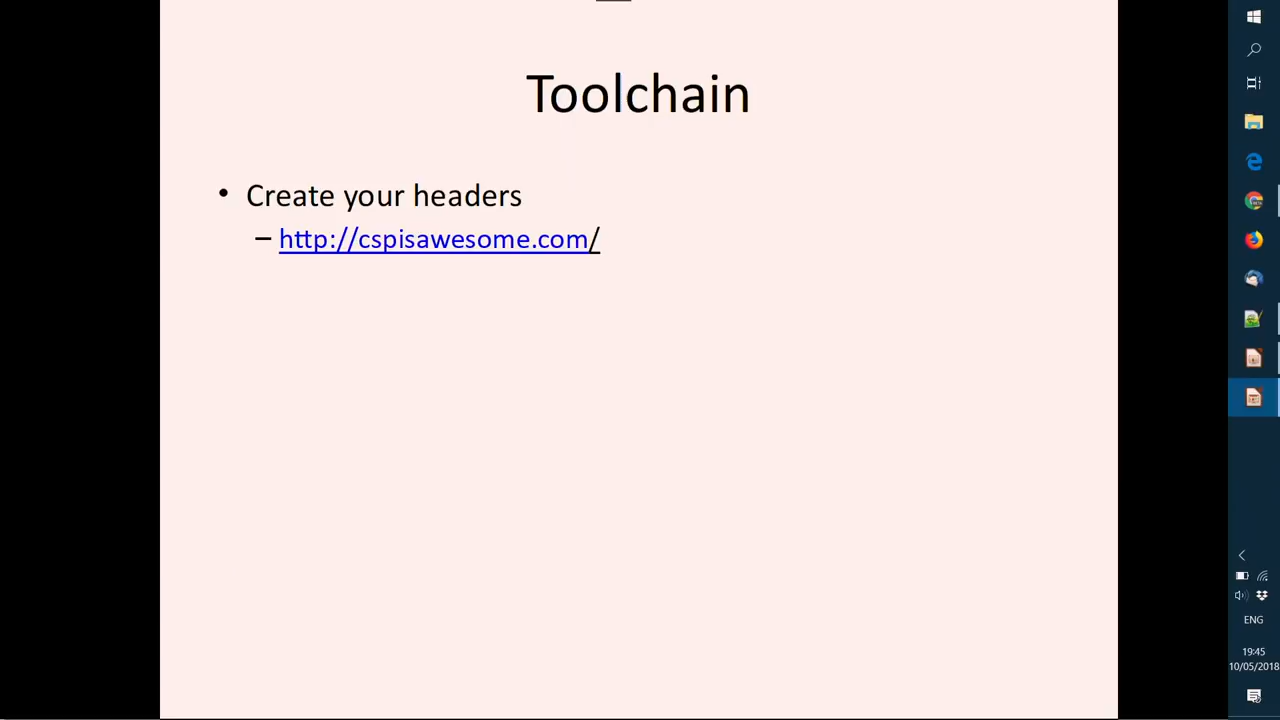 Toolchain
• Create your headers
– http://cspisawesome.com/
ENG
19:45
10/05/2018